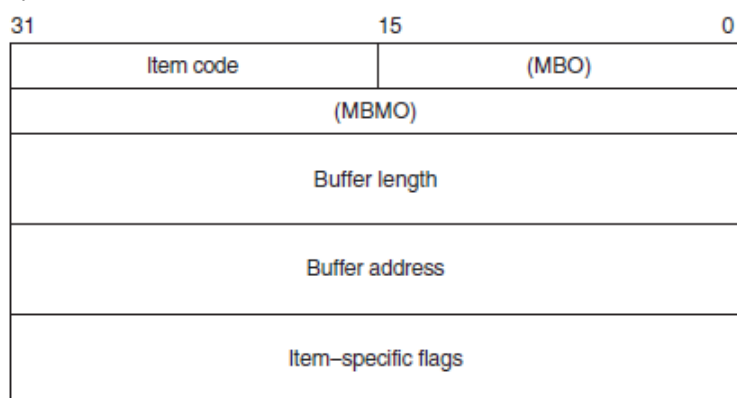 31 15 0
Item code (MBO)
(MBMO)
Buffer length
Buffer address
Item–specific flags